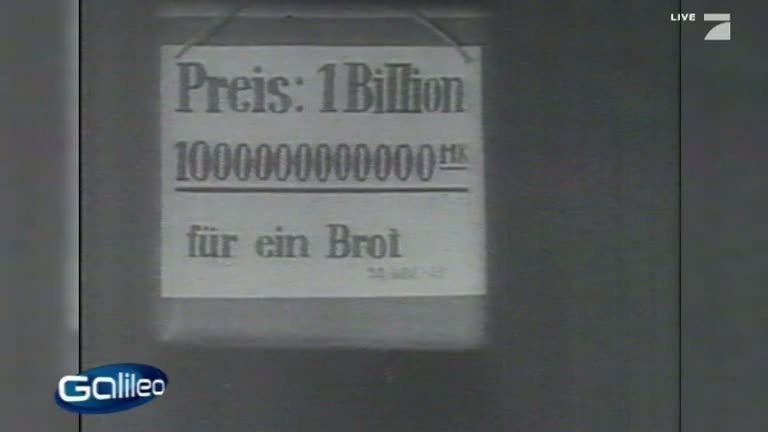 LIVE
Preis: 1 Billion
1000000000000 MK
für ein Brot
Galileo